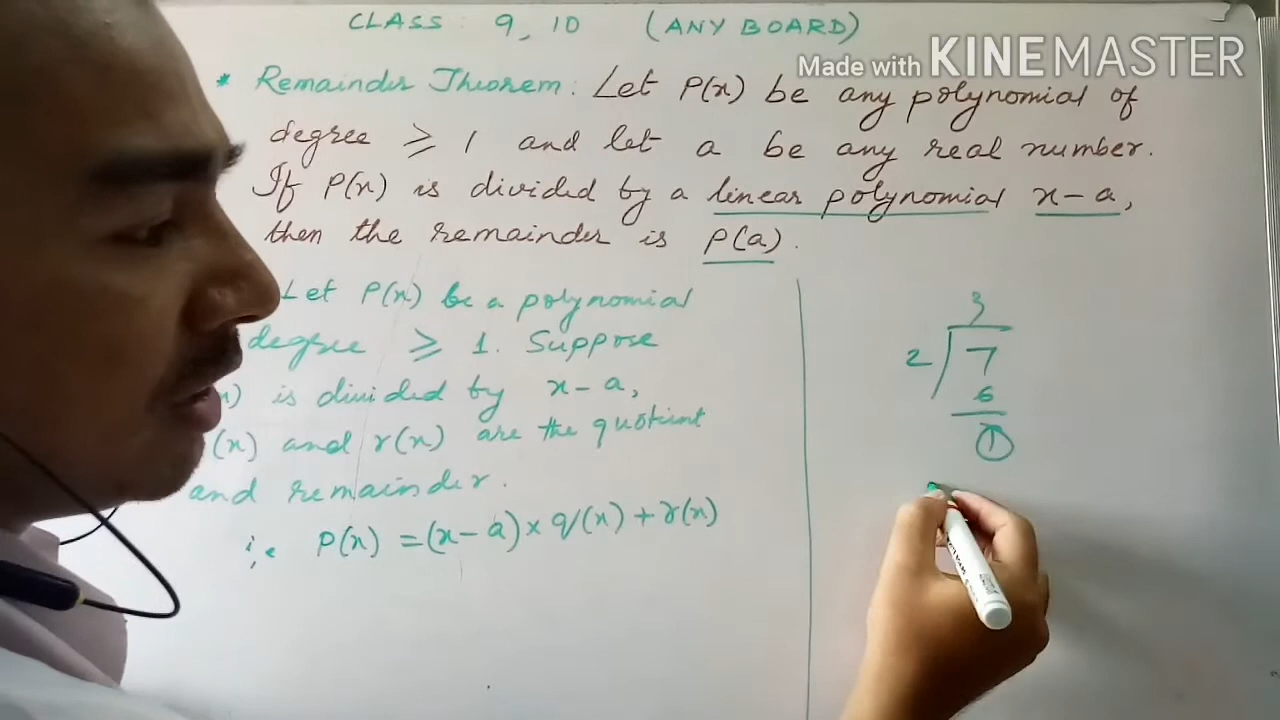 CLASS : 9, 10 (ANY BOARD)
Made with KINEMASTER
* Remainder Theorem : Let P(x) be any polynomial of
degree ⩾ 1 and let a be any real number.
If P(x) is divided by a linear polynomial x-a,
then the remainder is P(a).
Let P(x) be a polynomial
degree ⩾ 1. Suppose
) is divided by x-a,
(x) and r(x) are the quotient
and remainder.
i,e P(x) = (x-a) × q(x) + r(x)
3
2 7
6
1